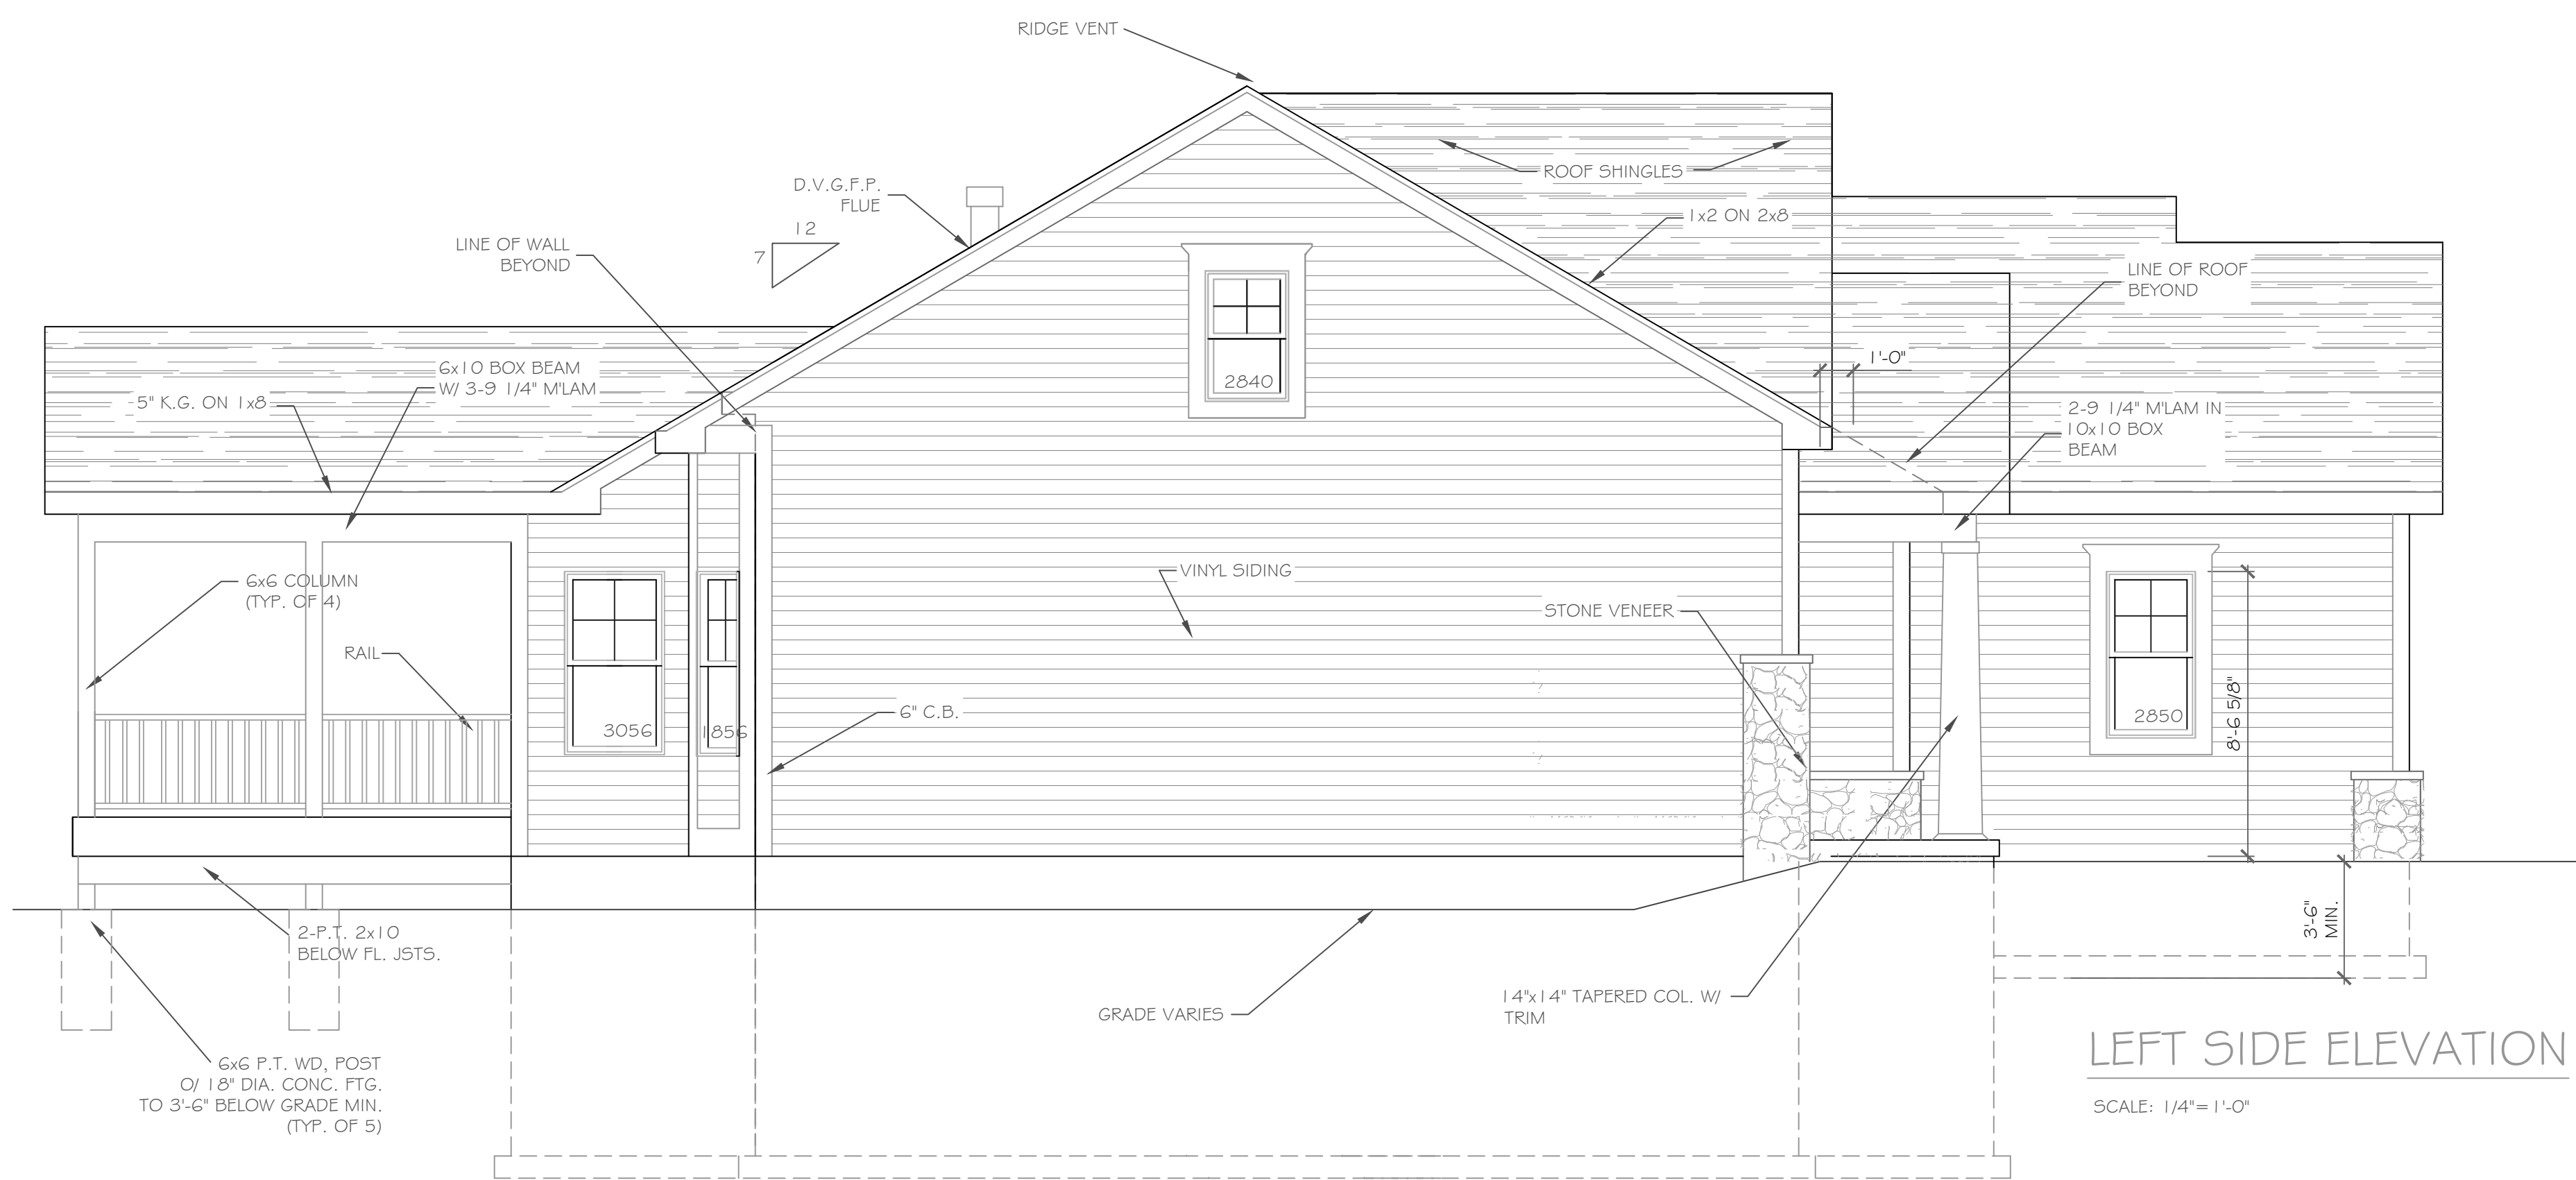 RIDGE VENT
ROOF SHINGLES
D.V.G.F.P.
FLUE
12
7
1x2 ON 2x8
LINE OF WALL
BEYOND
LINE OF ROOF
BEYOND
1'-0"
6x10 BOX BEAM
W/ 3-9 1/4" M'LAM
5" K.G. ON 1x8
2840
2-9 1/4" M'LAM IN
10x10 BOX
BEAM
6x6 COLUMN
(TYP. OF 4)
VINYL SIDING
STONE VENEER
RAIL
3056
1856
6" C.B.
2850
8'-6 5/8"
3'-6"
MIN.
2-P.T. 2x10
BELOW FL. JSTS.
GRADE VARIES
14"x14" TAPERED COL. W/
TRIM
6x6 P.T. WD, POST
O/ 18" DIA. CONC. FTG.
TO 3'-6" BELOW GRADE MIN.
(TYP. OF 5)
LEFT SIDE ELEVATION
SCALE: 1/4"=1'-0"